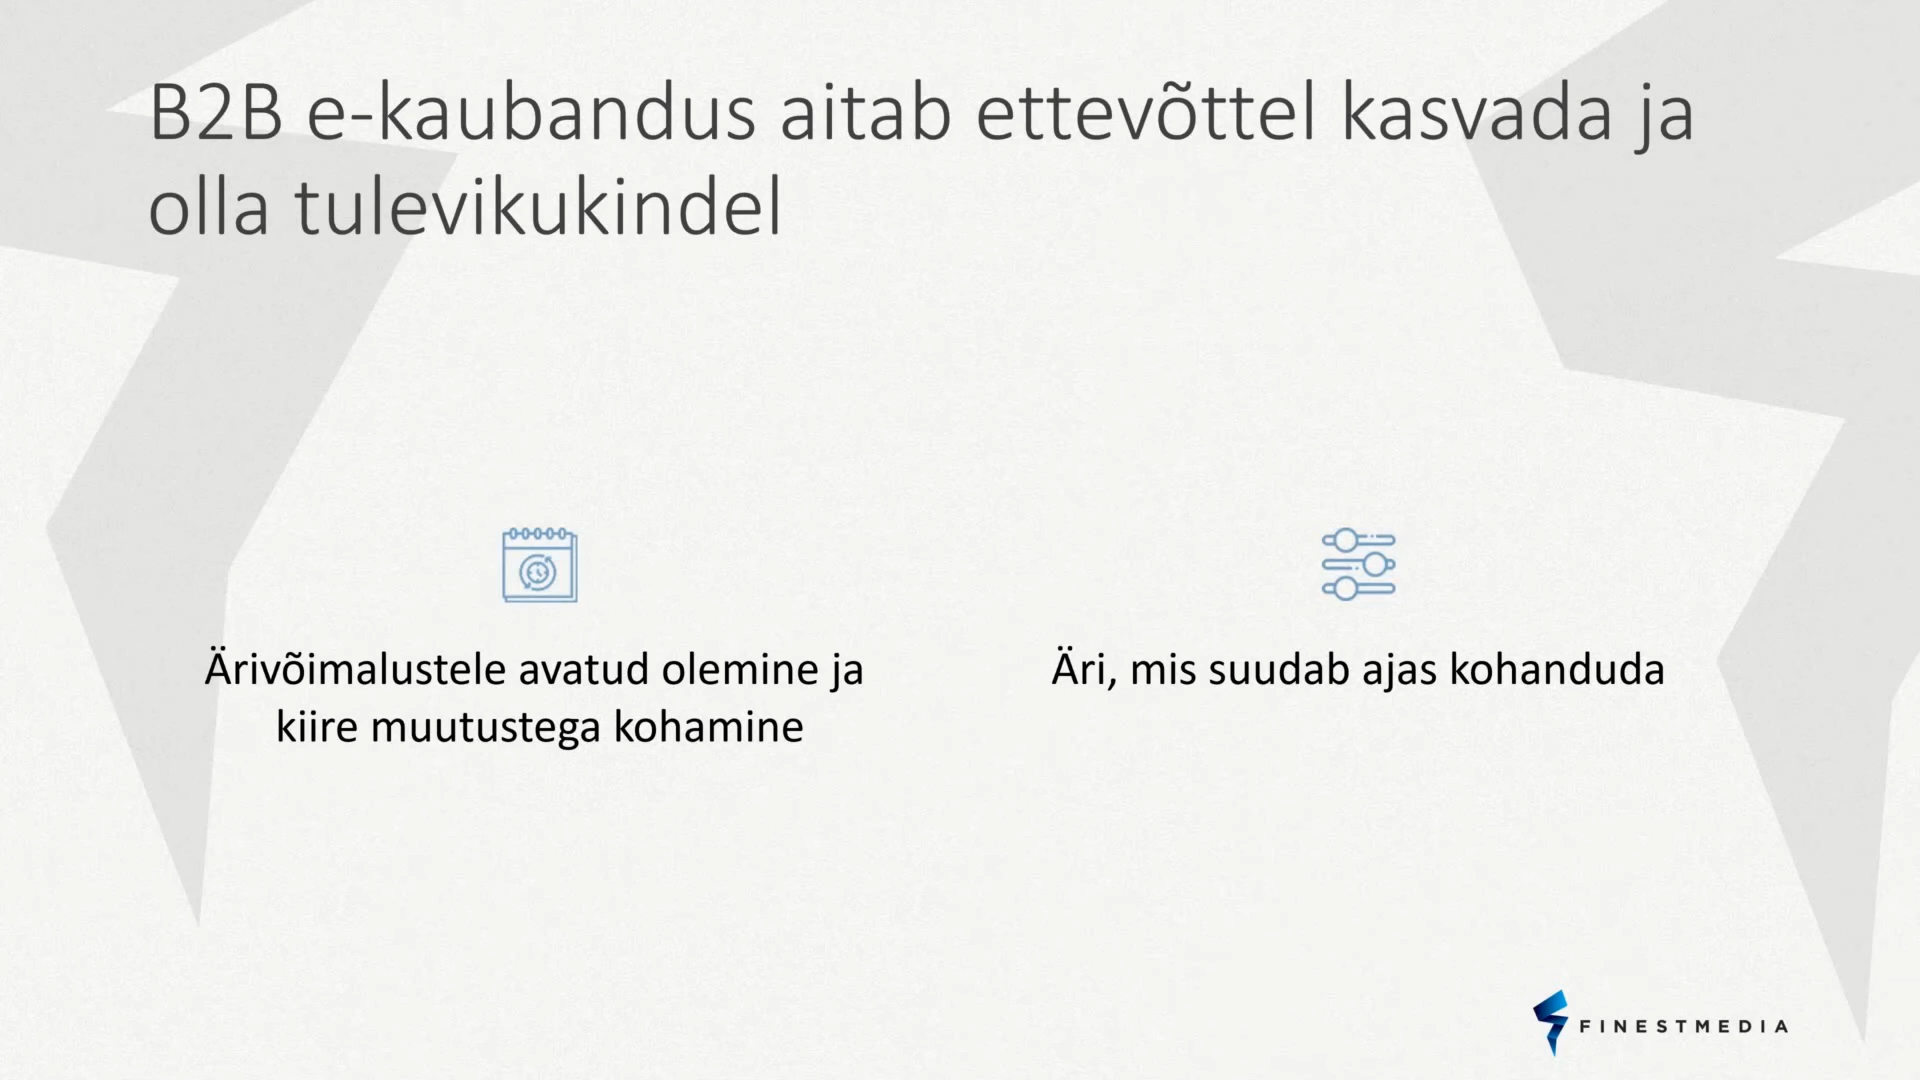 B2B e-kaubandus aitab ettevõttel kasvada ja
olla tulevikukindel
Ärivõimalustele avatud olemine ja
kiire muutustega kohamine
Äri, mis suudab ajas kohanduda
FINESTMEDIA